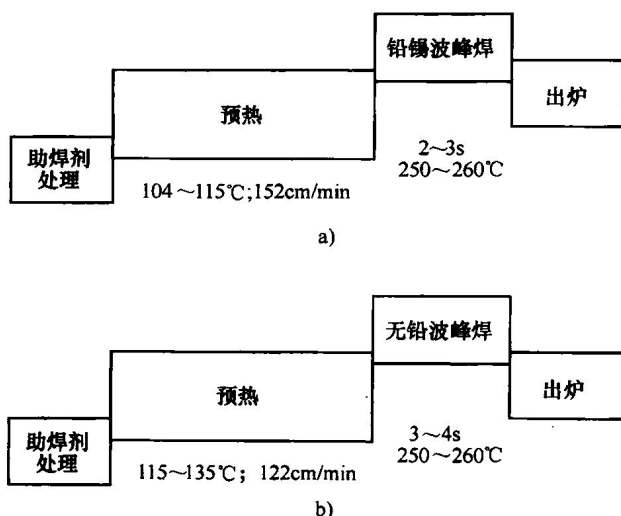 铅锡波峰焊
预热
出炉
助焊剂
处理
2～3s
250～260℃
104～115℃;152cm/min
a)
无铅波峰焊
预热
出炉
助焊剂
处理
3～4s
250～260℃
115～135℃; 122cm/min
b)